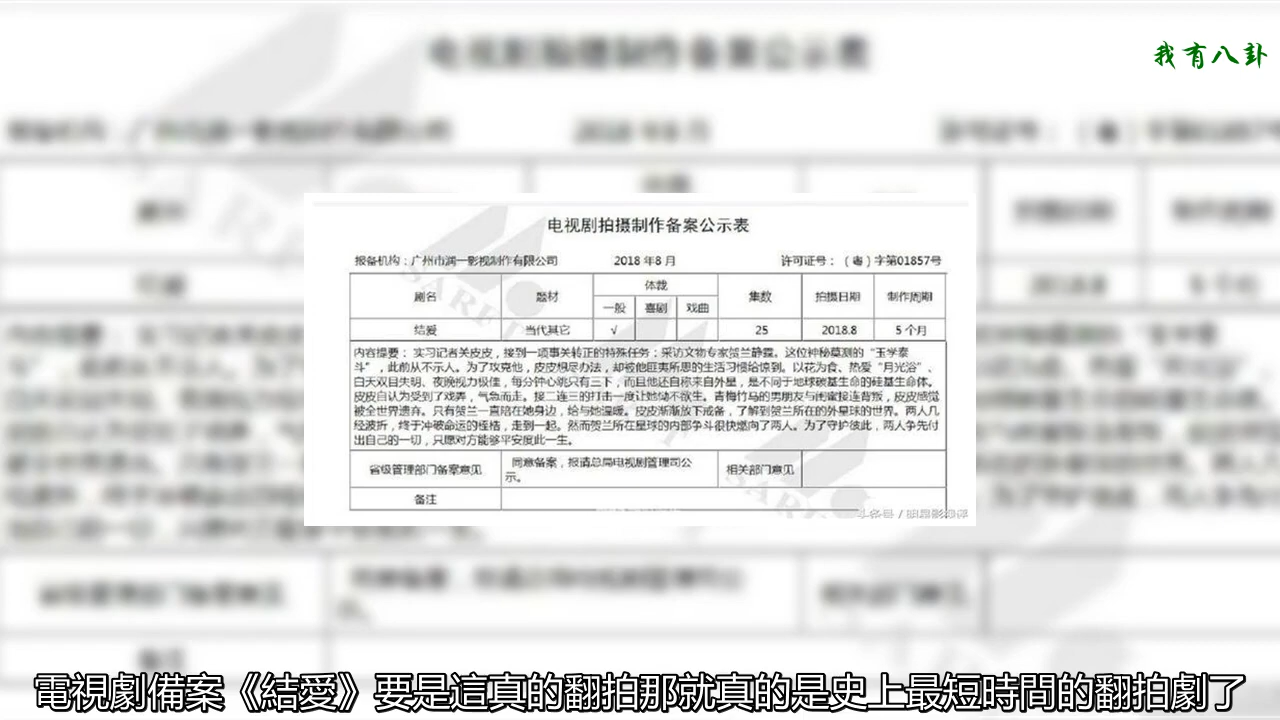 我有八卦
电视剧拍摄制作备案公示表
报备机构：广州市润一影视制作有限公司 2018 年8 月 许可证号：（粤）字第01857号
剧名 题材 体裁 集数 拍摄日期 制作周期
一般 喜剧 戏曲
结爱 当代其它 √ 25 2018.8 5 个月
内容提要： 实习记者关皮皮，接到一项事关转正的特殊任务：采访文物专家贺兰静霆。这位神秘莫测的“玉学泰
斗”，此前从不示人。为了攻克他，皮皮想尽办法，却被他匪夷所思的生活习惯给惊到。以花为食、热爱“月光浴”、
白天双目失明、夜晚视力极佳，每分钟心跳只有三下，而且他还自称来自外星，是不同于地球碳基生命的硅基生命体。
皮皮自认为受到了戏弄，气急而走。接二连三的打击一度让她痛不欲生。青梅竹马的男朋友与闺蜜接连背叛，皮皮感觉
被全世界遗弃。只有贺兰一直陪在她身边，给与她温暖。皮皮渐渐放下戒备，了解到贺兰所在的外星球的世界。两人几
经波折，终于冲破命运的桎梏，走到一起。然而贺兰所在星球的内部争斗很快燃向了两人。为了守护彼此，两人争先付
出自己的一切，只愿对方能够平安度此一生。
省级管理部门备案意见 同意备案，报请总局电视剧管理司公
示。 相关部门意见
备注
電視劇備案《結愛》要是這真的翻拍那就真的是史上最短時間的翻拍劇了